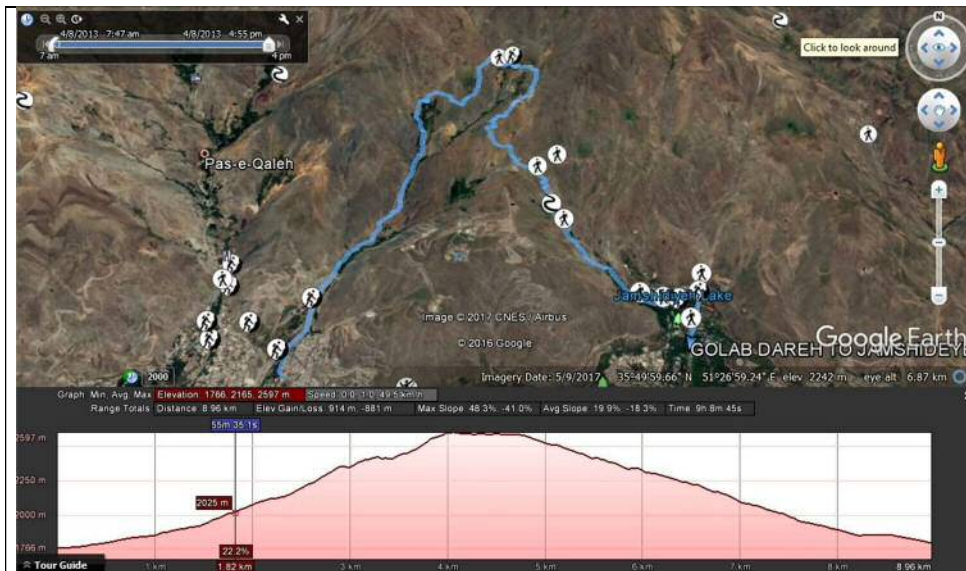 4/8/2013 7:47 am 4/8/2013 4:55 pm
7 am 4 pm
N
Click to look around
Pas-e-Qaleh
Jamshidiyeh Lake
Image © 2017 CNES / Airbus
© 2016 Google
Google Earth
GOLAB DAREH TO JAMSHIDEYE
2000
Imagery Date: 5/9/2017 35°49'59.66" N 51°26'59.24" E elev 2242 m eye alt 6.87 km
Graph: Min, Avg, Max Elevation: 1766, 2165, 2597 m Speed: 0.0, 1.0, 49.5 km/h
Range Totals: Distance: 8.96 km Elev Gain/Loss: 914 m, -881 m Max Slope: 48.3%, -41.0% Avg Slope: 19.9%, -18.3% Time: 9h 8m 45s
55m 35.1s
2597 m
2250 m
2025 m
2000 m
1766 m
22.2%
Tour Guide 1 km 1.82 km 3 km 4 km 5 km 6 km 7 km 8 km 8.96 km